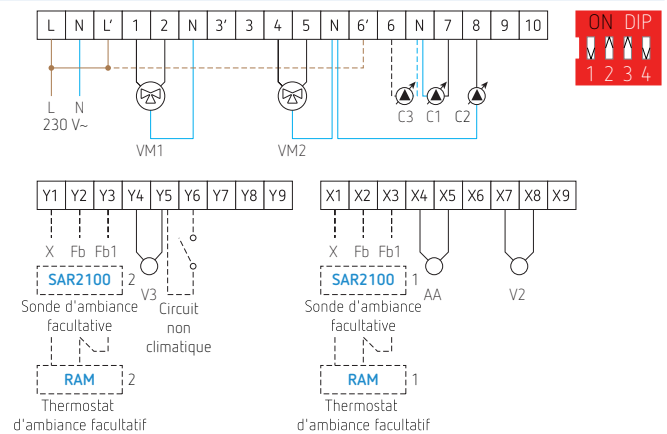 L N L' 1 2 N 3' 3 4 5 N 6' 6 N 7 8 9 10
ON DIP
1 2 3 4
L N
230 V~
VM1
VM2
C3 C1 C2
Y1 Y2 Y3 Y4 Y5 Y6 Y7 Y8 Y9
X1 X2 X3 X4 X5 X6 X7 X8 X9
X Fb Fb1
SAR2100 2
V3
Sonde d'ambiance
facultative
Circuit
non
climatique
RAM 2
Thermostat
d'ambiance facultatif
X Fb Fb1
SAR2100 1
AA
V2
Sonde d'ambiance
facultative
RAM 1
Thermostat
d'ambiance facultatif